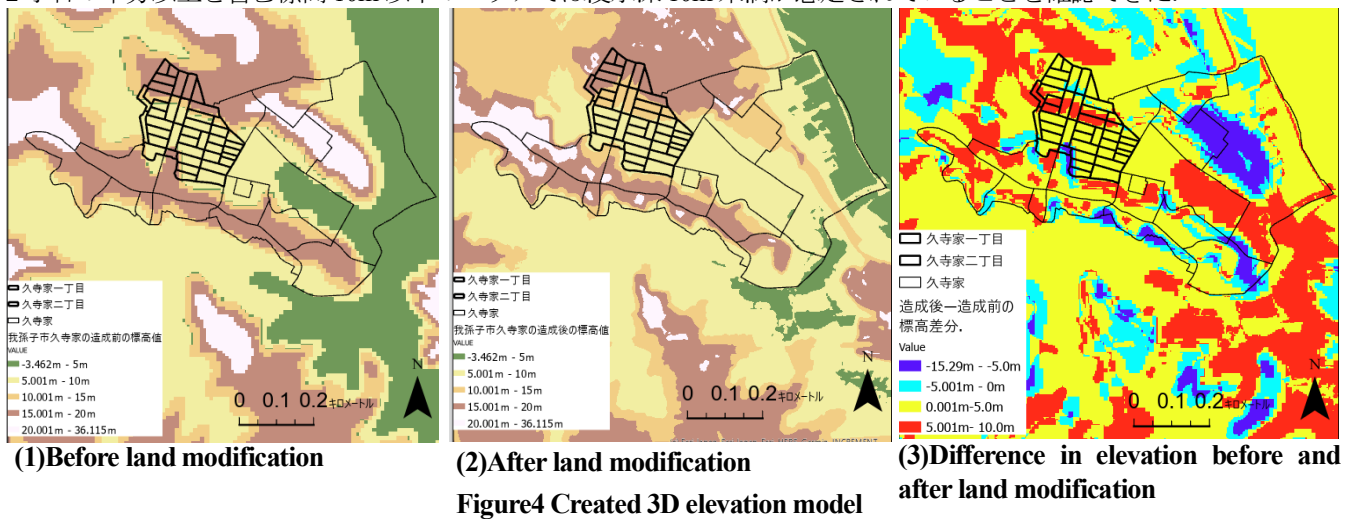 久寺家一丁目
久寺家二丁目
久寺家
我孫子市久寺家の造成前の標高値
VALUE
-3.462m - 5m
5.001m - 10m
10.001m - 15m
15.001m - 20m
20.001m - 36.115m
0 0.1 0.2キロメートル
N
(1)Before land modification
久寺家一丁目
久寺家二丁目
久寺家
我孫子市久寺家の造成後の標高値
VALUE
-3.462m - 5m
5.001m - 10m
10.001m - 15m
15.001m - 20m
20.001m - 36.115m
0 0.1 0.2キロメートル
N
(2)After land modification
久寺家一丁目
久寺家二丁目
久寺家
造成後ー造成前の
標高差分.
Value
-15.29m - -5.0m
-5.001m - 0m
0.001m-5.0m
5.001m- 10.0m
0 0.1 0.2キロメートル
N
(3)Difference in elevation before and
after land modification
Figure4 Created 3D elevation model